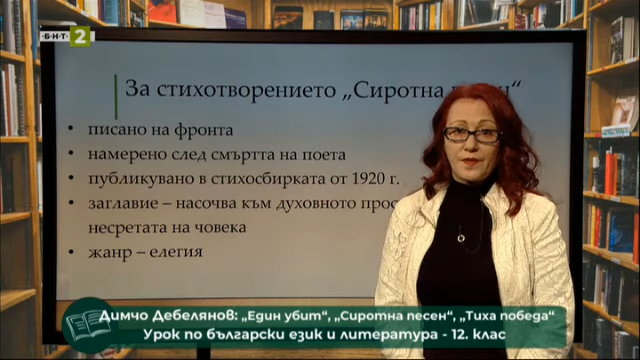 БНТ 2
За стихотворението „Сиротна
писано на фронта
намерено след смъртта на поета
публикувано в стихосбирката от 1920 г.
заглавие – насочва към духовното
несретата на човека
жанр – елегия
Димчо Дебелянов: „Един убит“, „Сиротна песен“, „Тиха победа“
Урок по български език и литература - 12. клас